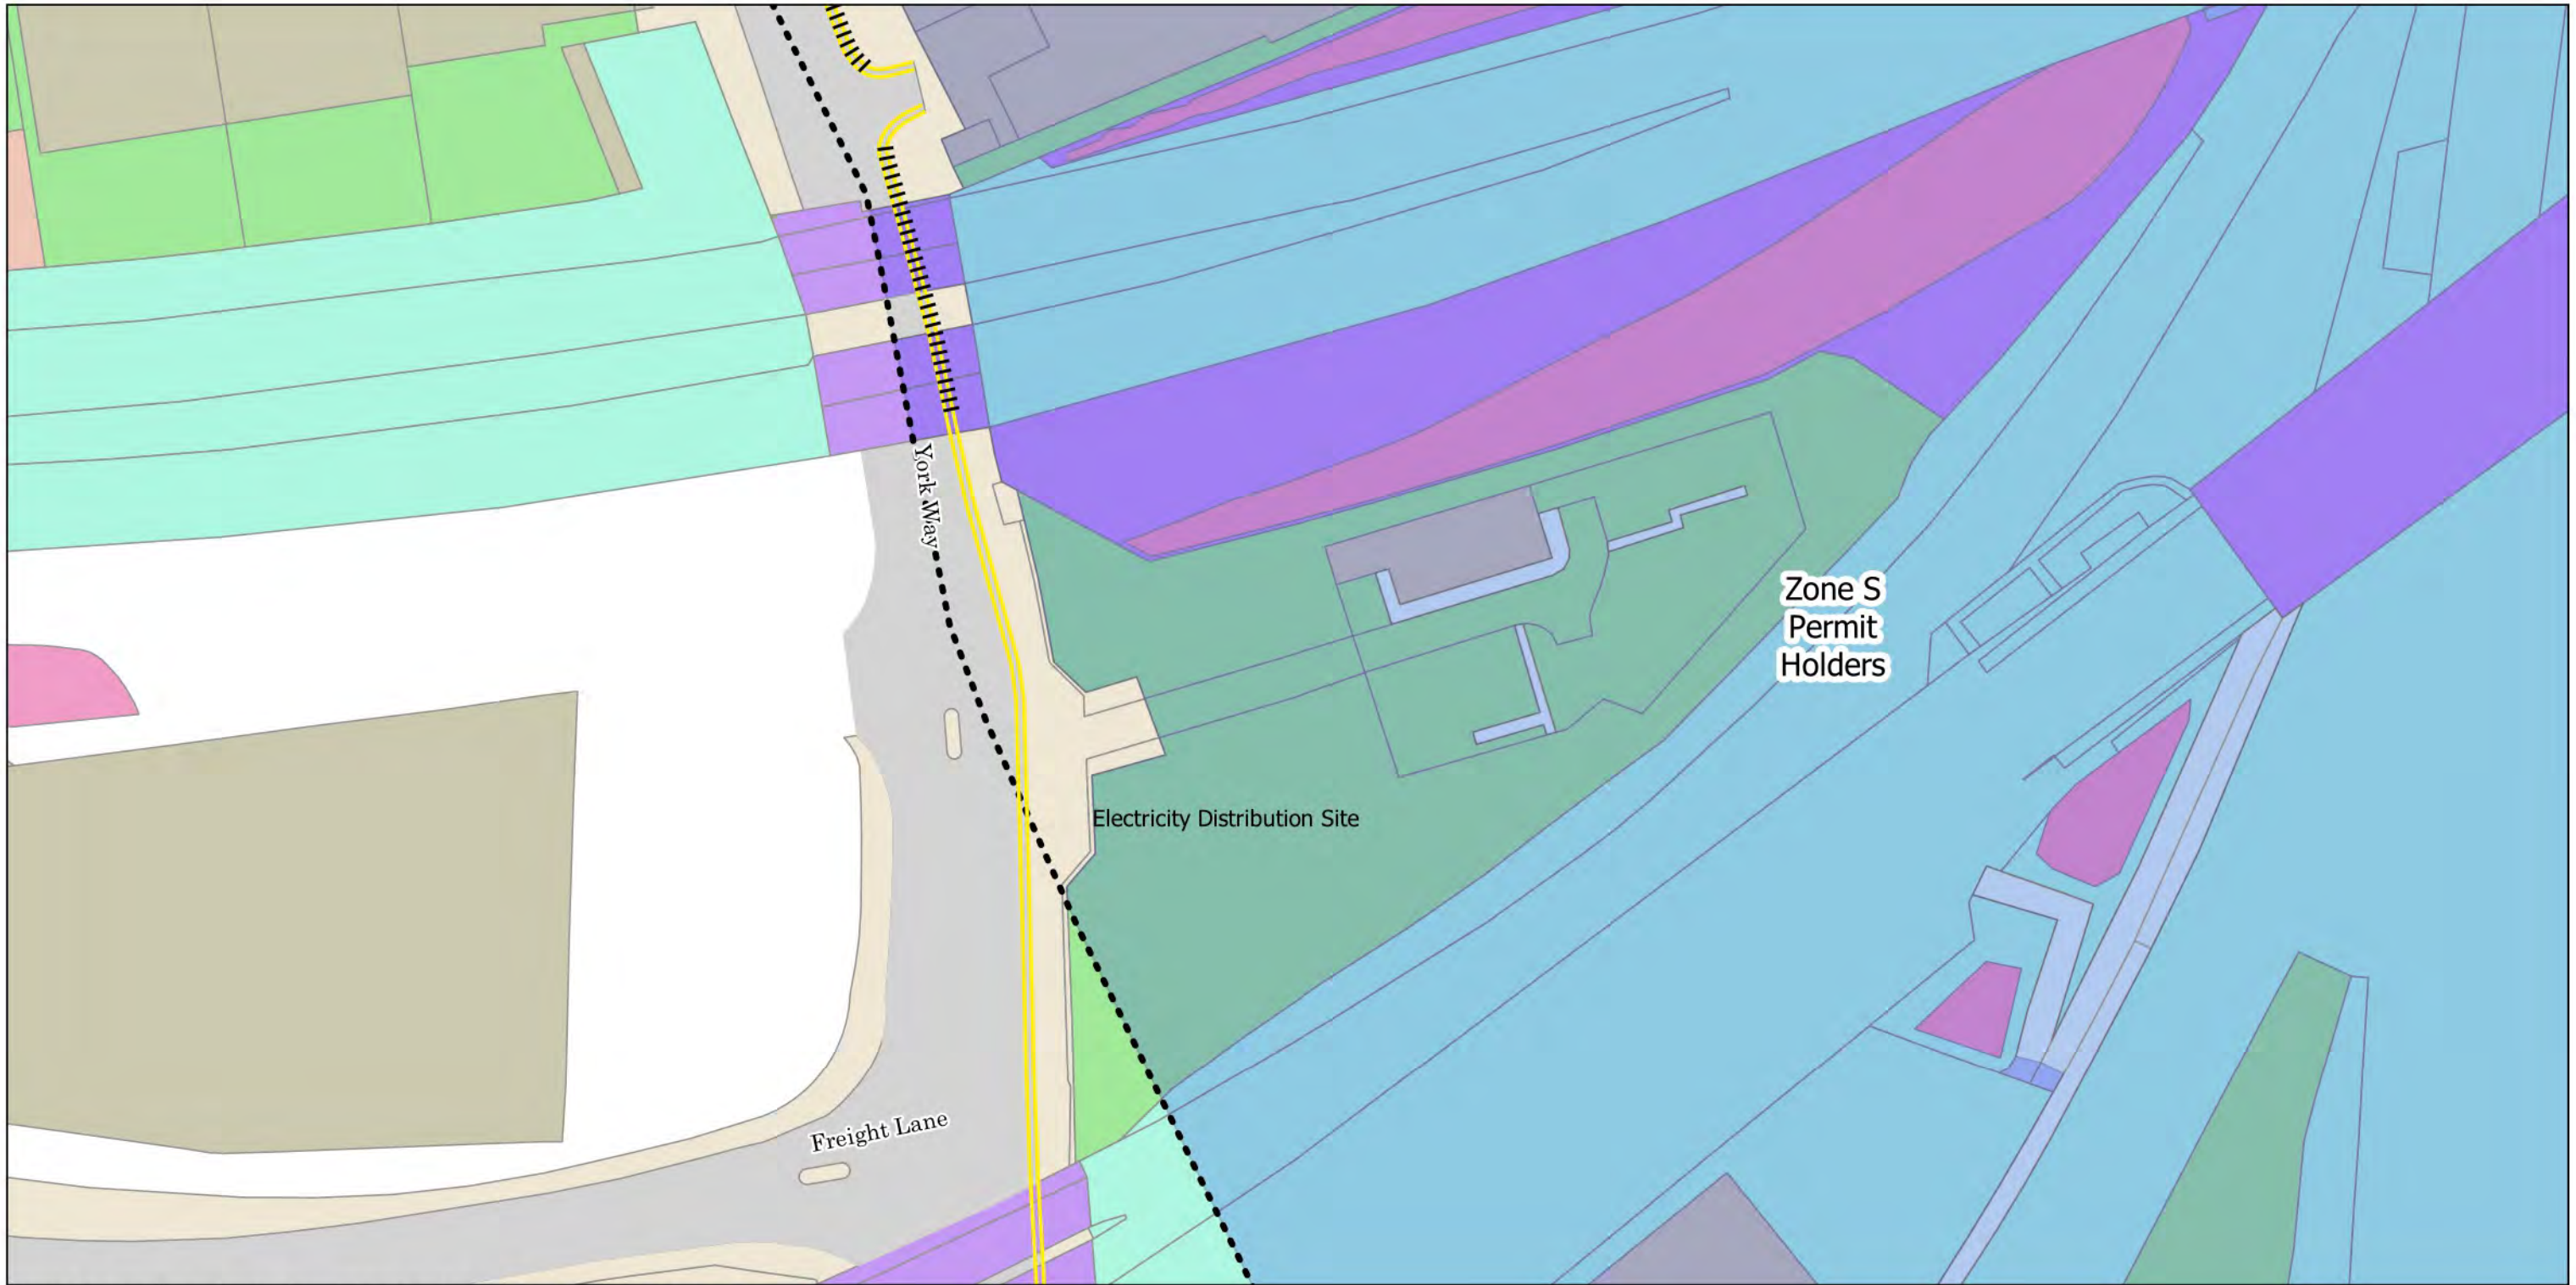 York Way
Zone S
Permit
Holders
Electricity Distribution Site
Freight Lane